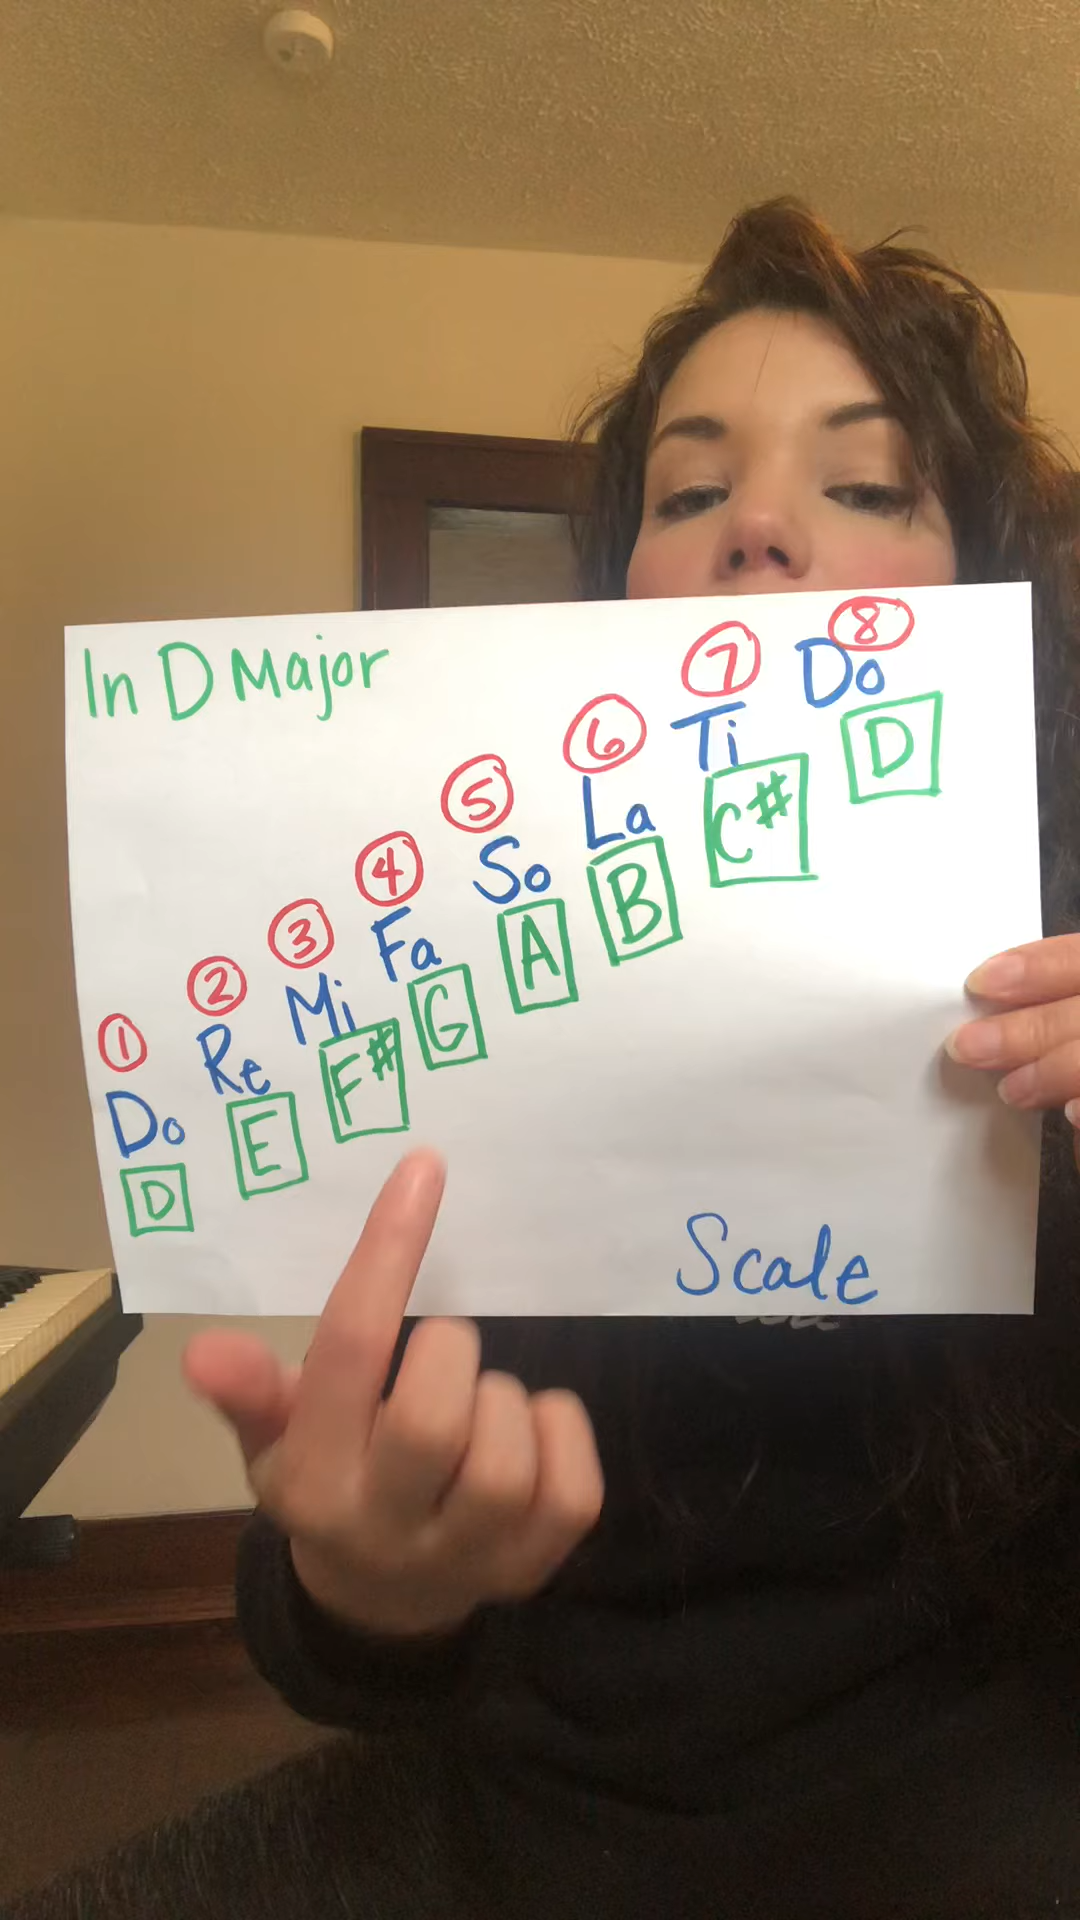 In D Major
① ② ③ ④ ⑤ ⑥ ⑦ ⑧
Do Re Mi Fa So La Ti Do
D E F# G A B C# D
Scale